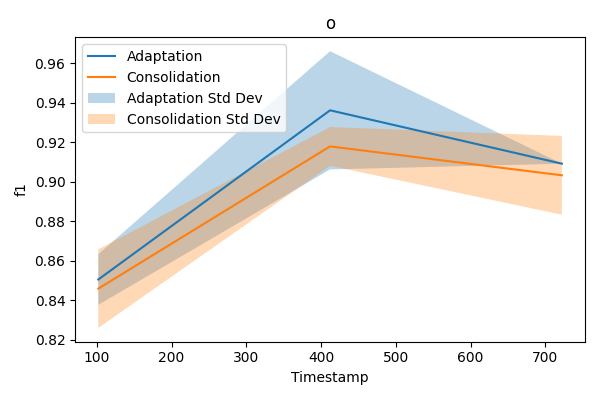 o
Adaptation
Consolidation
Adaptation Std Dev
Consolidation Std Dev
f1
0.96
0.94
0.92
0.90
0.88
0.86
0.84
0.82
100 200 300 400 500 600 700
Timestamp